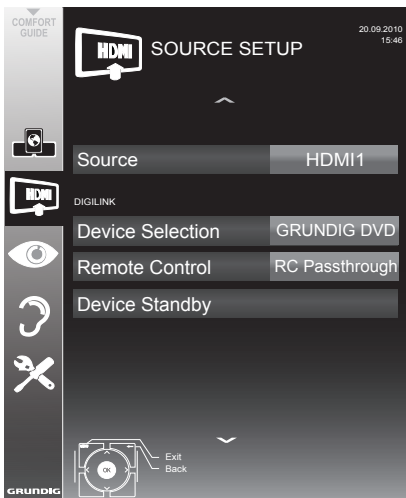 COMFORT
GUIDE
HDMI
SOURCE SETUP
20.09.2010
15:46
Source HDMI1
HDMI
DIGILINK
Device Selection GRUNDIG DVD
Remote Control RC Passthrough
Device Standby
Exit
Back
OK
GRUNDIG